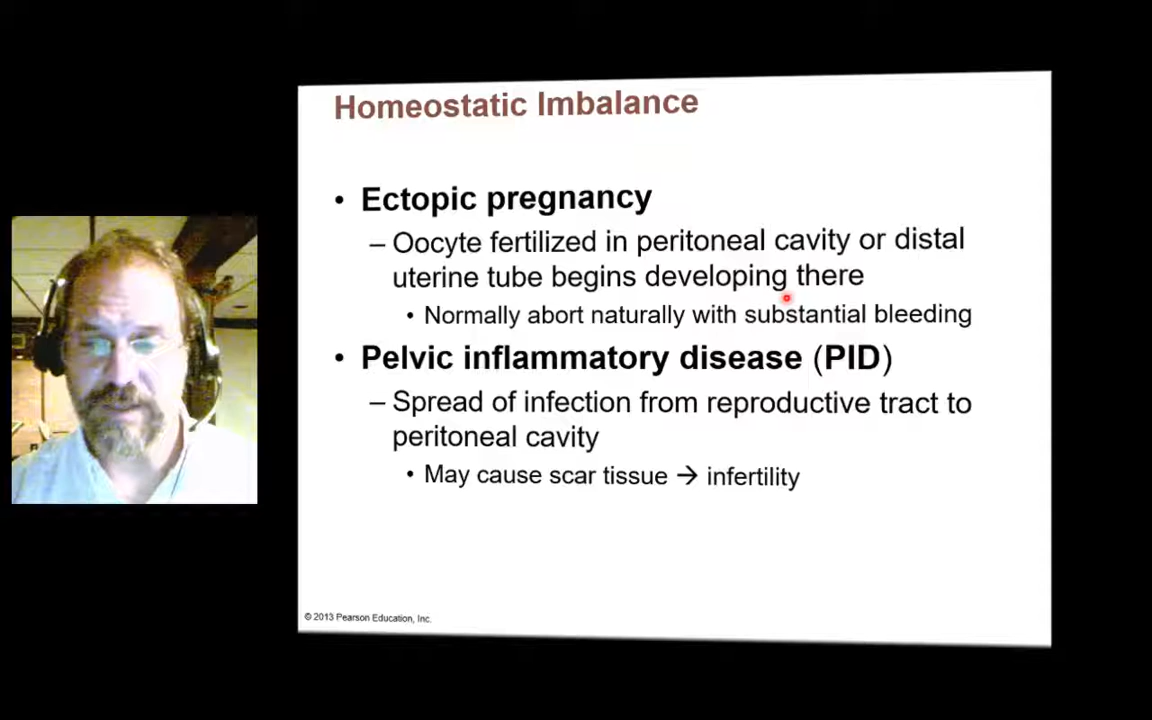 Homeostatic Imbalance
• Ectopic pregnancy
– Oocyte fertilized in peritoneal cavity or distal
uterine tube begins developing there
• Normally abort naturally with substantial bleeding
• Pelvic inflammatory disease (PID)
– Spread of infection from reproductive tract to
peritoneal cavity
• May cause scar tissue → infertility
© 2013 Pearson Education, Inc.